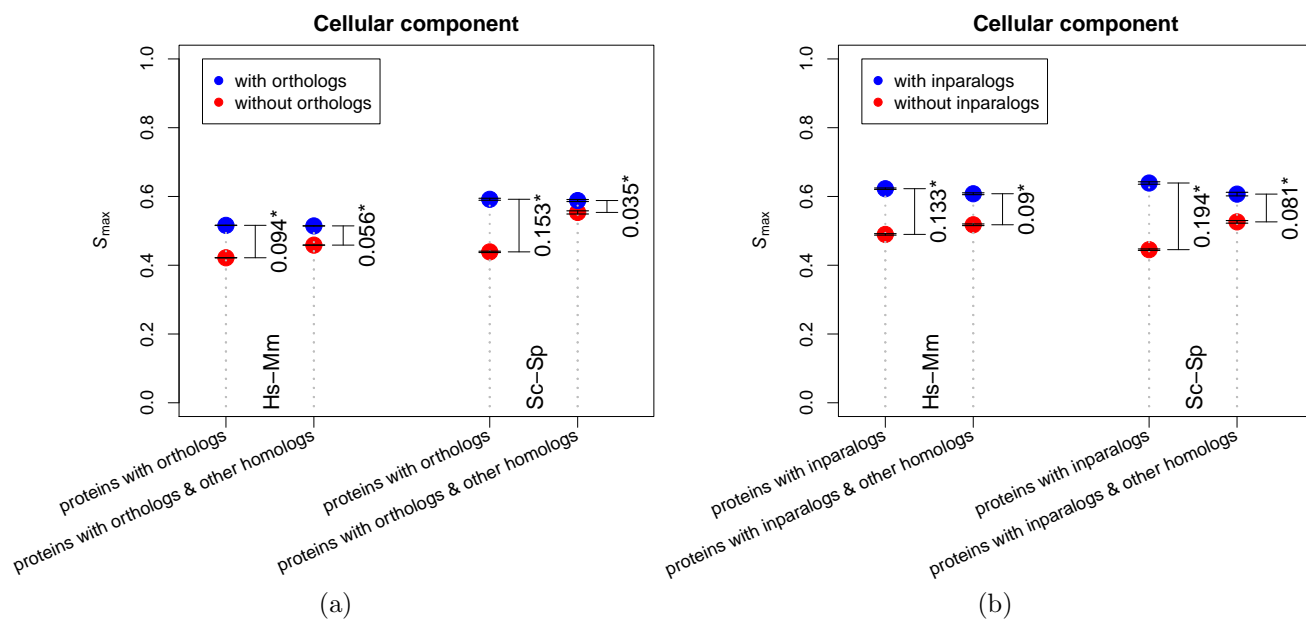 Cellular component
1.0
0.8
0.6
0.4
0.2
0.0
Smax
with orthologs
without orthologs
0.094*
0.056*
0.153*
0.035*
Hs−Mm
Sc−Sp
proteins with orthologs
proteins with orthologs & other homologs
proteins with orthologs
proteins with orthologs & other homologs
(a)
Cellular component
1.0
0.8
0.6
0.4
0.2
0.0
Smax
with inparalogs
without inparalogs
0.133*
0.09*
0.194*
0.081*
Hs−Mm
Sc−Sp
proteins with inparalogs
proteins with inparalogs & other homologs
proteins with inparalogs
proteins with inparalogs & other homologs
(b)